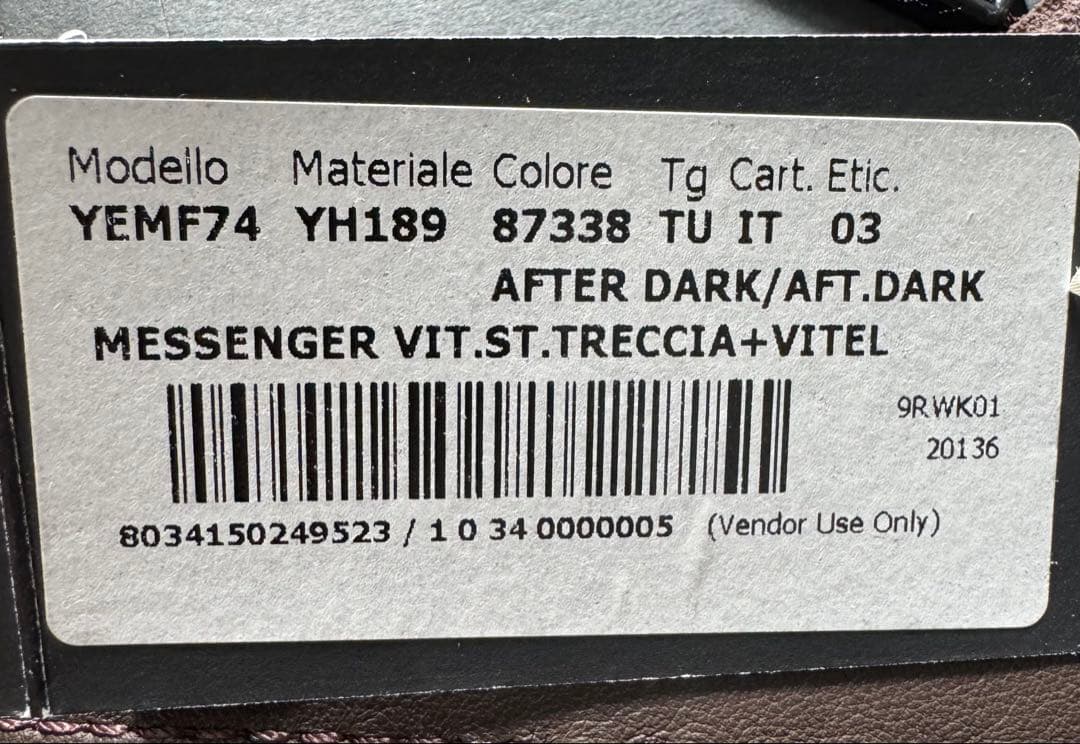 Modello Materiale Colore Tg Cart. Etic.
YEMF74 YH189 87338 TU IT 03
AFTER DARK/AFT.DARK
MESSENGER VIT.ST.TRECCIA+VITEL
9RWK01
20136
8034150249523 / 1 0 34 0000005 (Vendor Use Only)